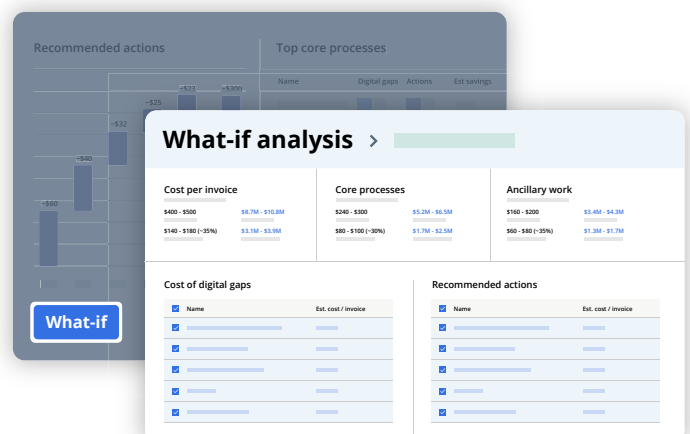 Recommended actions
Top core processes
Name Digital gaps Actions Est savings
~$23 ~$300
~$25
~$32
~$40
~$60
What-if
What-if analysis
Cost per invoice
$400 - $500 $8.7M - $10.8M
$140 - $180 (~35%) $3.1M - $3.9M
Core processes
$240 - $300 $5.2M - $6.5M
$80 - $100 (~30%) $1.7M - $2.5M
Ancillary work
$160 - $200 $3.4M - $4.3M
$60 - $80 (~35%) $1.3M - $1.7M
Cost of digital gaps
Name Est. cost / invoice
Recommended actions
Name Est. cost / invoice